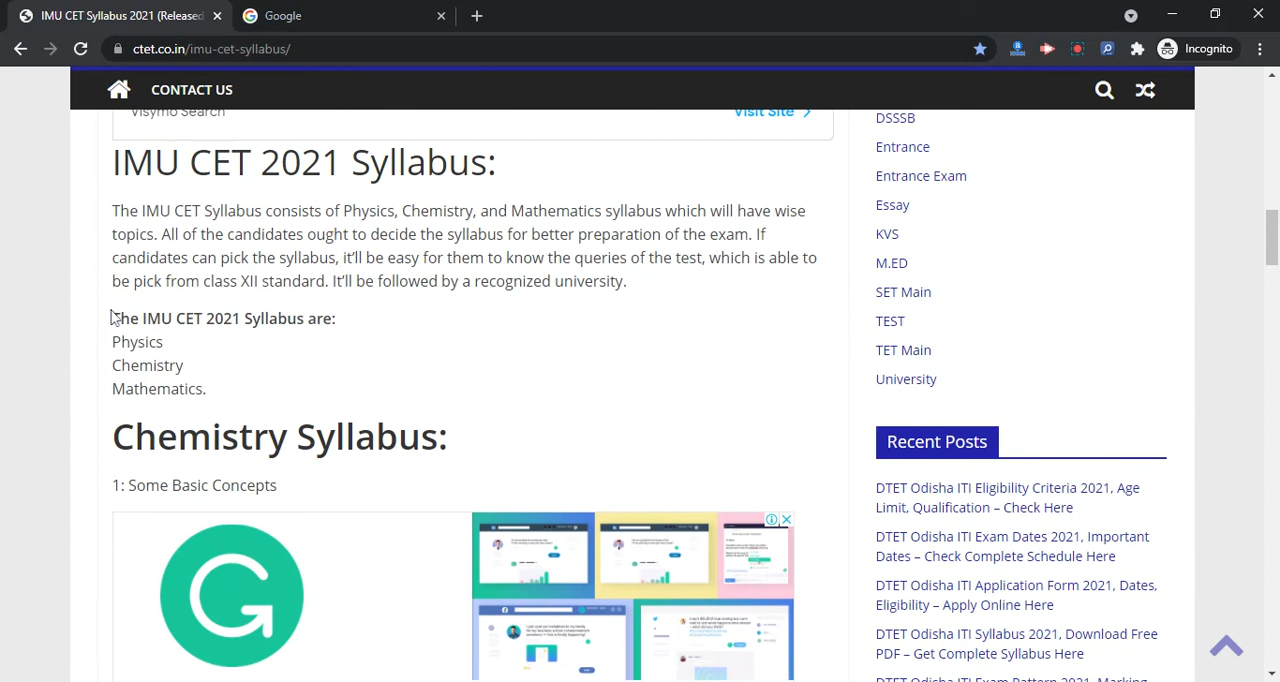 IMU CET Syllabus 2021 (Released
Google
ctet.co.in/imu-cet-syllabus/
Incognito
CONTACT US
Visymo Search
Visit Site
IMU CET 2021 Syllabus:
The IMU CET Syllabus consists of Physics, Chemistry, and Mathematics syllabus which will have wise
topics. All of the candidates ought to decide the syllabus for better preparation of the exam. If
candidates can pick the syllabus, it’ll be easy for them to know the queries of the test, which is able to
be pick from class XII standard. It’ll be followed by a recognized university.
The IMU CET 2021 Syllabus are:
Physics
Chemistry
Mathematics.
Chemistry Syllabus:
1: Some Basic Concepts
DSSSB
Entrance
Entrance Exam
Essay
KVS
M.ED
SET Main
TEST
TET Main
University
Recent Posts
DTET Odisha ITI Eligibility Criteria 2021, Age
Limit, Qualification – Check Here
DTET Odisha ITI Exam Dates 2021, Important
Dates – Check Complete Schedule Here
DTET Odisha ITI Application Form 2021, Dates,
Eligibility – Apply Online Here
DTET Odisha ITI Syllabus 2021, Download Free
PDF – Get Complete Syllabus Here
DTET Odisha ITI Exam Pattern 2021, Marking